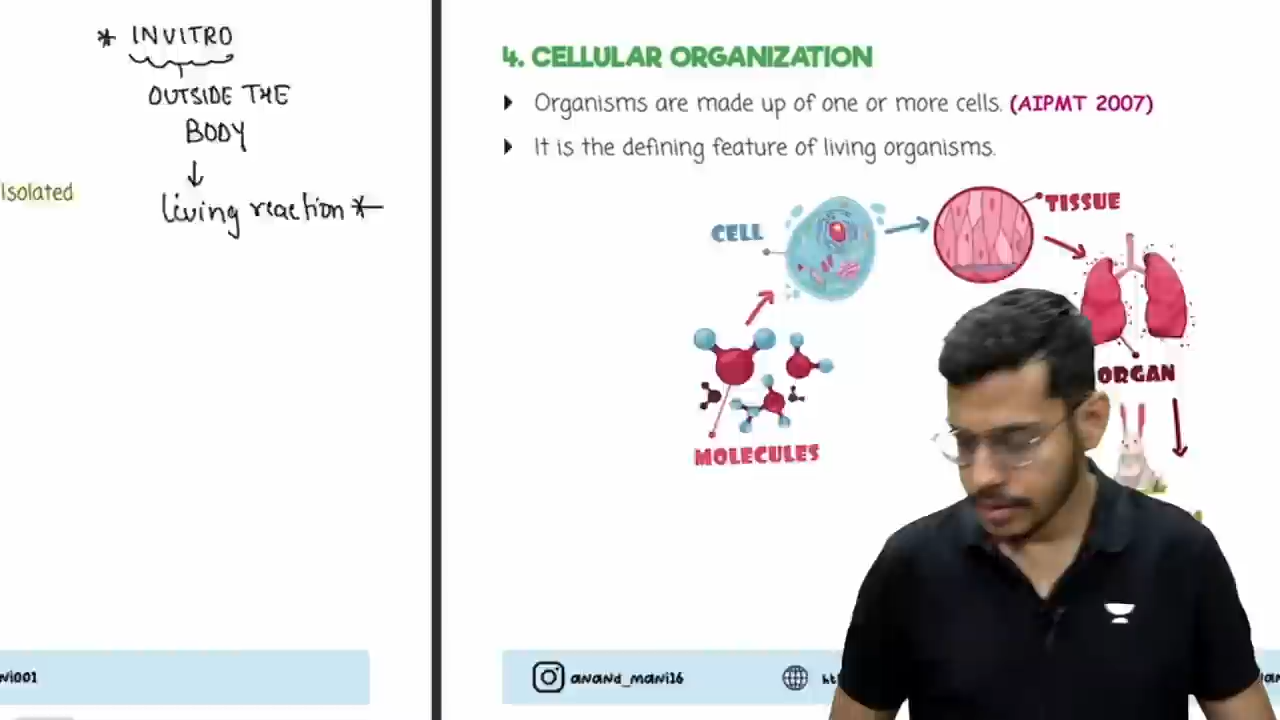 * INVITRO
OUTSIDE THE
BODY
↓
living reaction *
Isolated
4. CELLULAR ORGANIZATION
Organisms are made up of one or more cells. (AIPMT 2007)
It is the defining feature of living organisms.
CELL
TISSUE
ORGAN
MOLECULES
anand_mani16